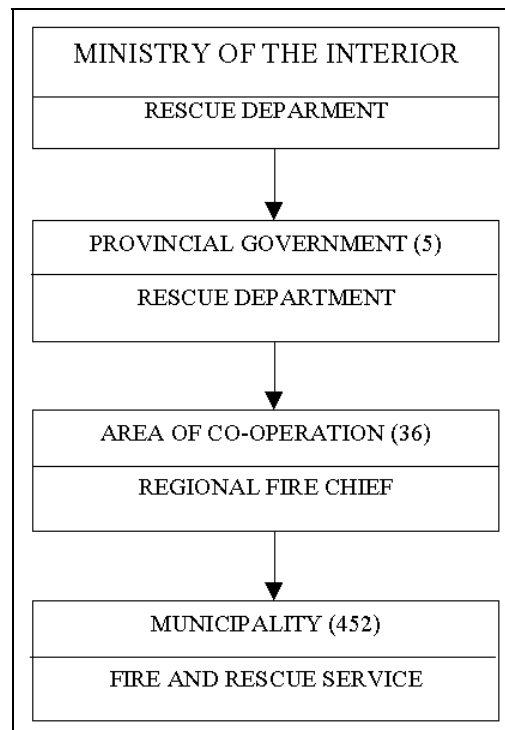 MINISTRY OF THE INTERIOR
RESCUE DEPARMENT
PROVINCIAL GOVERNMENT (5)
RESCUE DEPARTMENT
AREA OF CO-OPERATION (36)
REGIONAL FIRE CHIEF
MUNICIPALITY (452)
FIRE AND RESCUE SERVICE